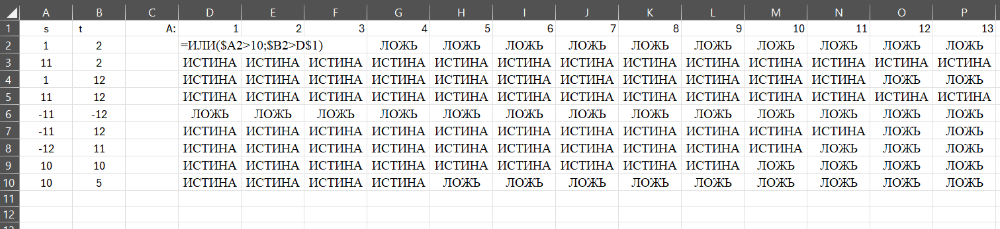 A B C D E F G H I J K L M N O P
1 s t A: 1 2 3 4 5 6 7 8 9 10 11 12 13
2 1 2 =ИЛИ($A2>10;$B2>D$1) ЛОЖЬ ЛОЖЬ ЛОЖЬ ЛОЖЬ ЛОЖЬ ЛОЖЬ ЛОЖЬ ЛОЖЬ ЛОЖЬ ЛОЖЬ
3 11 2 ИСТИНА ИСТИНА ИСТИНА ИСТИНА ИСТИНА ИСТИНА ИСТИНА ИСТИНА ИСТИНА ИСТИНА ИСТИНА ИСТИНА ИСТИНА
4 1 12 ИСТИНА ИСТИНА ИСТИНА ИСТИНА ИСТИНА ИСТИНА ИСТИНА ИСТИНА ИСТИНА ИСТИНА ИСТИНА ЛОЖЬ ЛОЖЬ
5 11 12 ИСТИНА ИСТИНА ИСТИНА ИСТИНА ИСТИНА ИСТИНА ИСТИНА ИСТИНА ИСТИНА ИСТИНА ИСТИНА ИСТИНА ИСТИНА
6 -11 -12 ЛОЖЬ ЛОЖЬ ЛОЖЬ ЛОЖЬ ЛОЖЬ ЛОЖЬ ЛОЖЬ ЛОЖЬ ЛОЖЬ ЛОЖЬ ЛОЖЬ ЛОЖЬ ЛОЖЬ
7 -11 12 ИСТИНА ИСТИНА ИСТИНА ИСТИНА ИСТИНА ИСТИНА ИСТИНА ИСТИНА ИСТИНА ИСТИНА ИСТИНА ЛОЖЬ ЛОЖЬ
8 -12 11 ИСТИНА ИСТИНА ИСТИНА ИСТИНА ИСТИНА ИСТИНА ИСТИНА ИСТИНА ИСТИНА ИСТИНА ЛОЖЬ ЛОЖЬ ЛОЖЬ
9 10 10 ИСТИНА ИСТИНА ИСТИНА ИСТИНА ИСТИНА ИСТИНА ИСТИНА ИСТИНА ИСТИНА ЛОЖЬ ЛОЖЬ ЛОЖЬ ЛОЖЬ
10 10 5 ИСТИНА ИСТИНА ИСТИНА ИСТИНА ЛОЖЬ ЛОЖЬ ЛОЖЬ ЛОЖЬ ЛОЖЬ ЛОЖЬ ЛОЖЬ ЛОЖЬ ЛОЖЬ
11
12